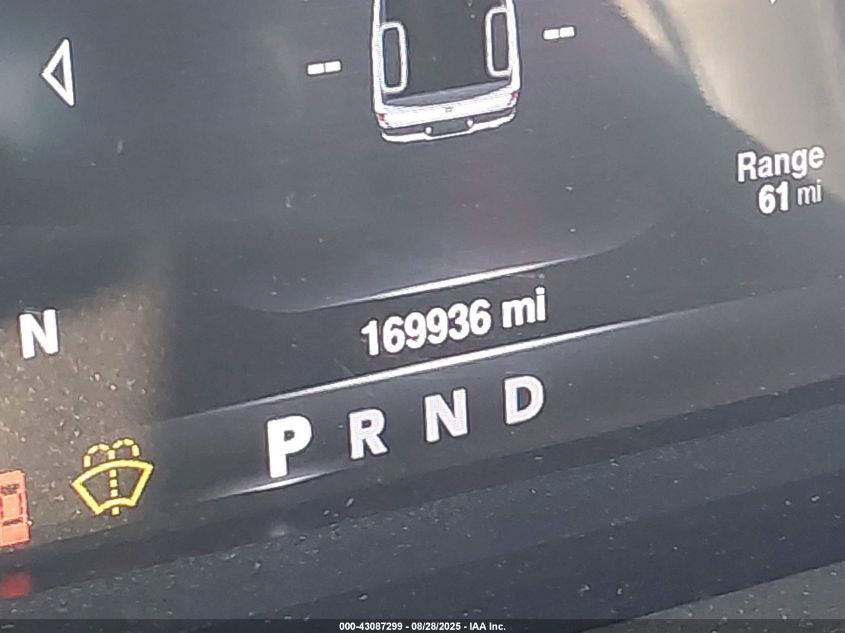 -- --
Range
61 mi
169936 mi
N
P R N D
000-43087299 - 08/28/2025 - IAA Inc.